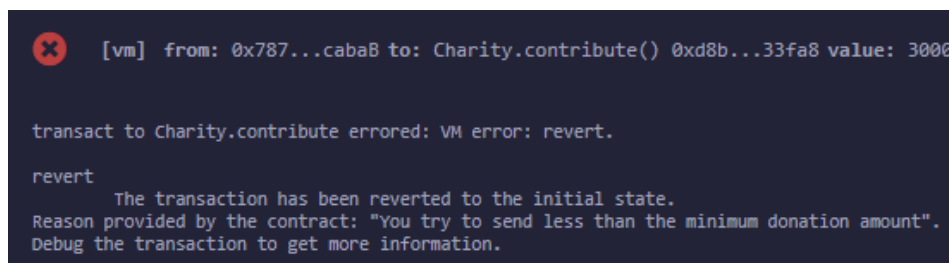 [vm] from: 0x787...cabaB to: Charity.contribute() 0xd8b...33fa8 value: 3000
transact to Charity.contribute errored: VM error: revert.
revert
The transaction has been reverted to the initial state.
Reason provided by the contract: "You try to send less than the minimum donation amount".
Debug the transaction to get more information.